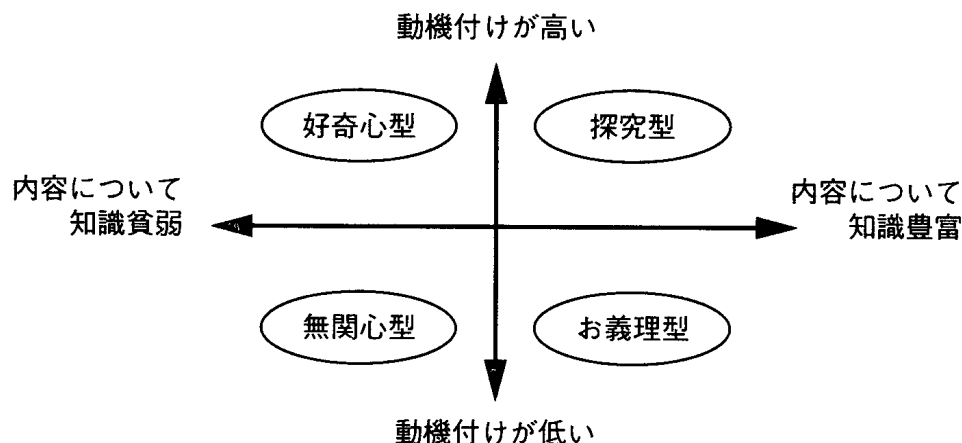 動機付けが高い
好奇心型
探究型
内容について
知識貧弱
内容について
知識豊富
無関心型
お義理型
動機付けが低い